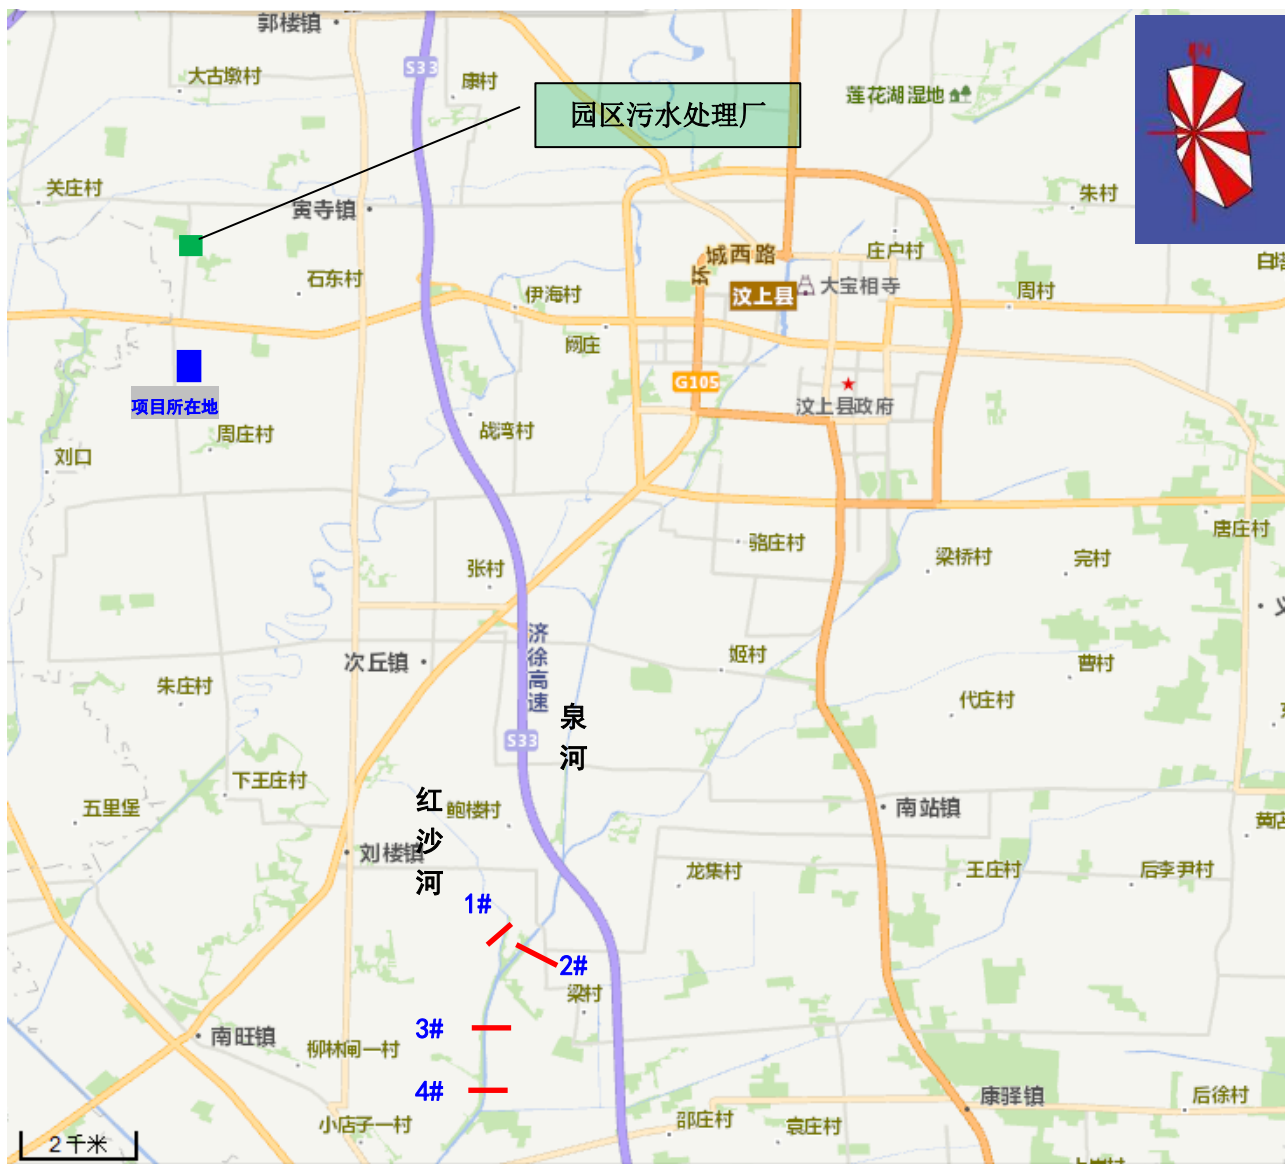 郭楼镇
大古墩村
S33
康村
园区污水处理厂
莲花湖湿地
N
关庄村
寅寺镇
朱村
石东村
伊海村
城西路
环
庄户村
汶上县
大宝相寺
周村
阙庄
项目所在地
G105
汶上县政府
周庄村
战湾村
刘口
唐庄村
骆庄村
梁桥村
完村
张村
次丘镇
济徐高速
姬村
曹村
朱庄村
代庄村
泉河
S33
下王庄村
五里堡
红沙河
鲍楼村
南站镇
刘楼镇
龙集村
王庄村
后李尹村
1#
2#
梁村
3#
南旺镇
柳林闸一村
4#
康驿镇
后徐村
小店子一村
邵庄村
袁庄村
2千米